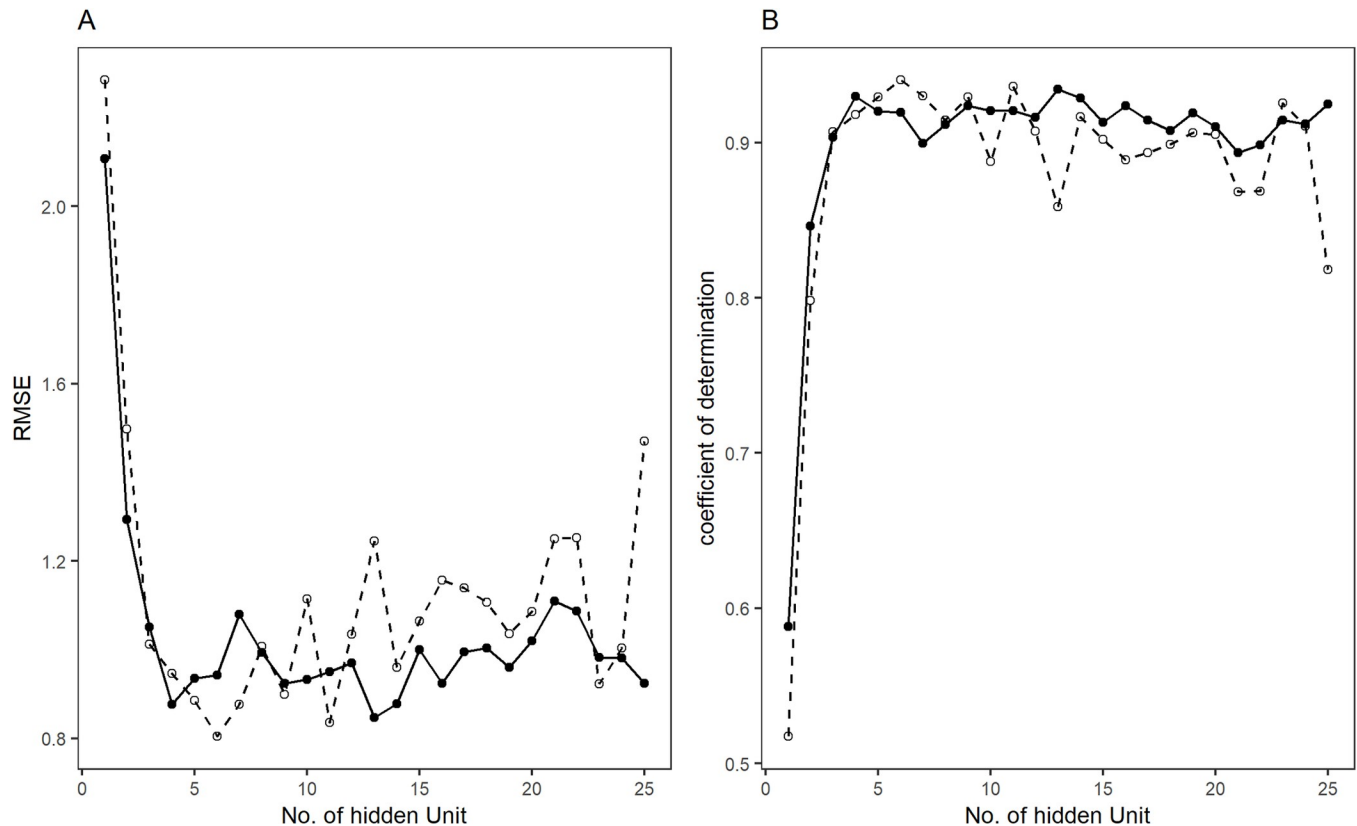 A
RMSE
2.0
1.6
1.2
0.8
0 5 10 15 20 25
No. of hidden Unit
B
coefficient of determination
0.9
0.8
0.7
0.6
0.5
0 5 10 15 20 25
No. of hidden Unit